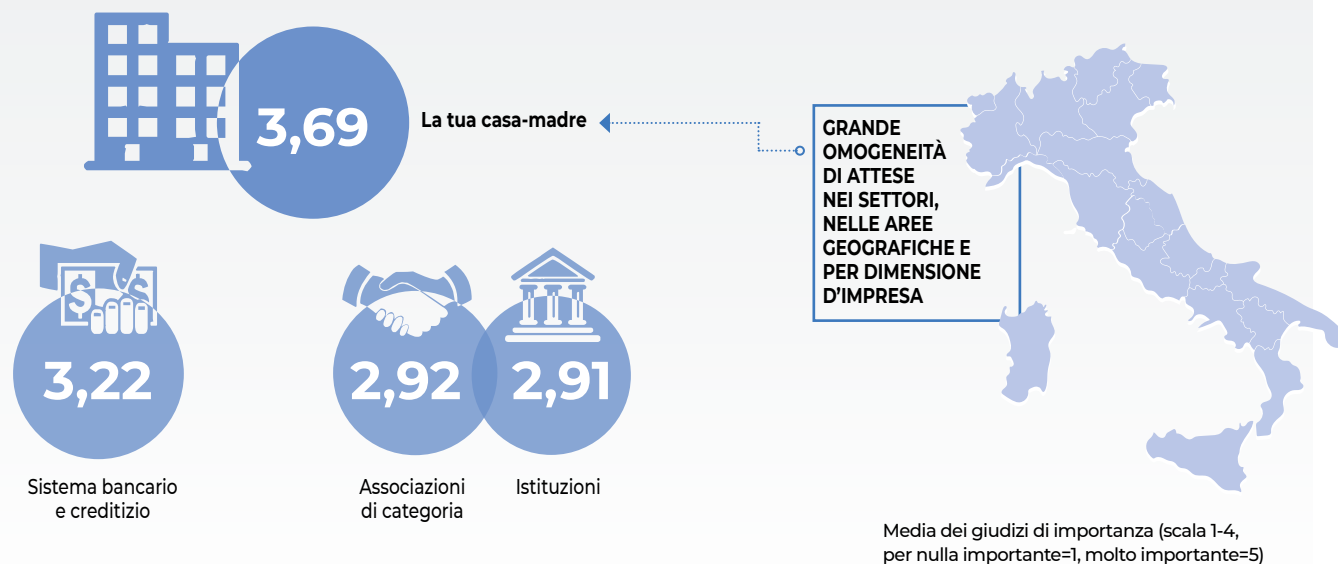 3,69
La tua casa-madre
GRANDE
OMOGENEITÀ
DI ATTESE
NEI SETTORI,
NELLE AREE
GEOGRAFICHE E
PER DIMENSIONE
D'IMPRESA
$ $
3,22
2,92
2,91
Sistema bancario
e creditizio
Associazioni
di categoria
Istituzioni
Media dei giudizi di importanza (scala 1-4,
per nulla importante=1, molto importante=5)